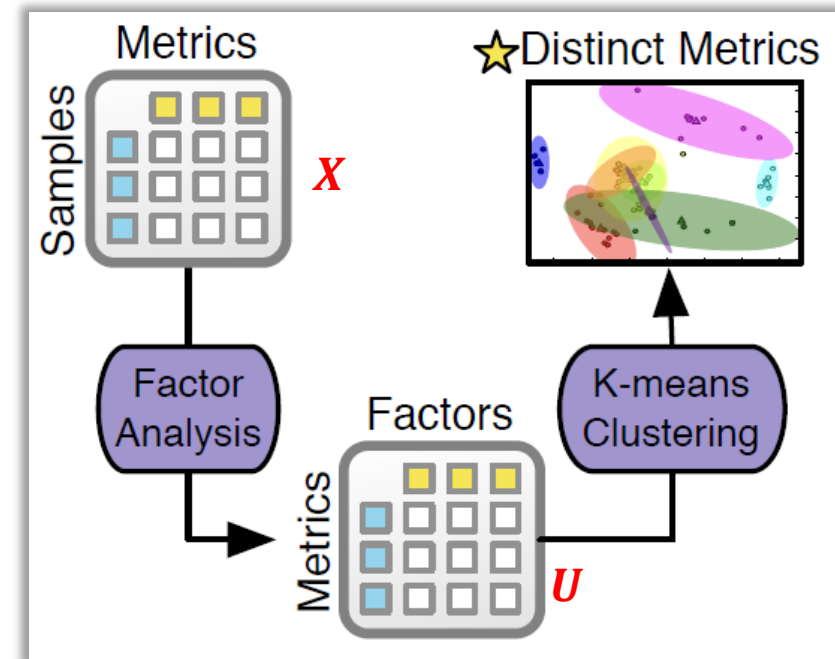 Metrics
Samples
X
Factor
Analysis
Factors
Metrics
U
K-means
Clustering
Distinct Metrics